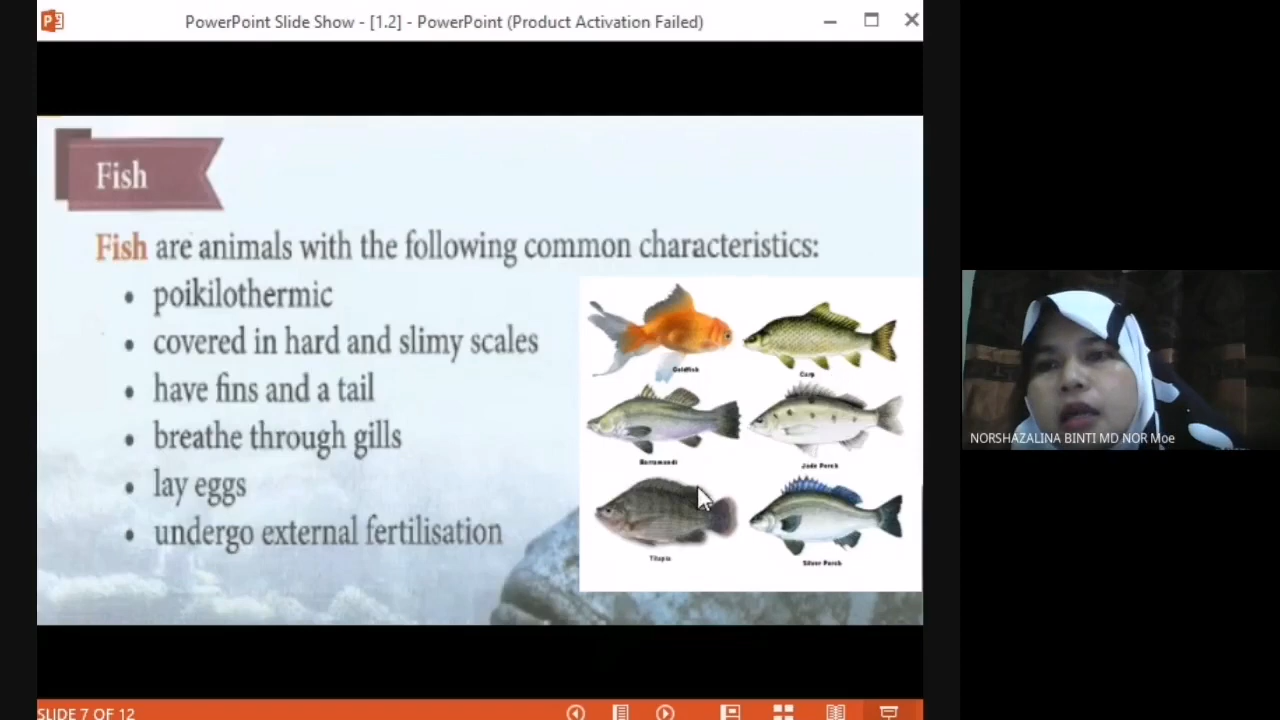 PowerPoint Slide Show - [1.2] - PowerPoint (Product Activation Failed)
Fish
Fish are animals with the following common characteristics:
• poikilothermic
• covered in hard and slimy scales
• have fins and a tail
• breathe through gills
• lay eggs
• undergo external fertilisation
Goldfish
Carp
Barramundi
Jade Perch
Tilapia
Silver Perch
NORSHAZALINA BINTI MD NOR Moe
SLIDE 7 OF 12